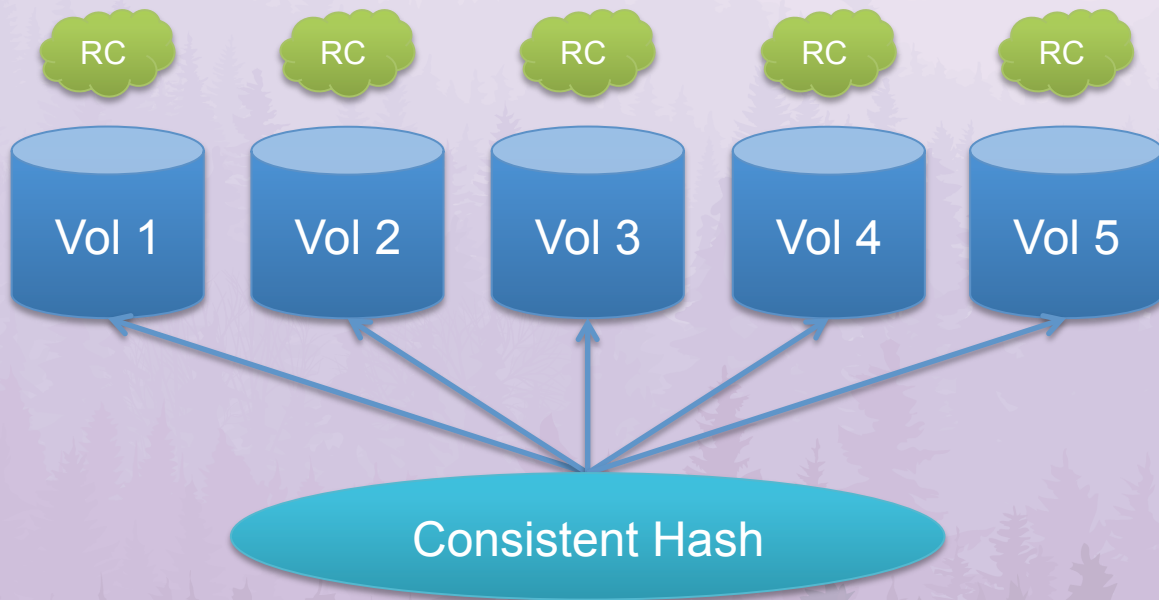 RC
RC
RC
RC
RC
Vol 1
Vol 2
Vol 3
Vol 4
Vol 5
Consistent Hash